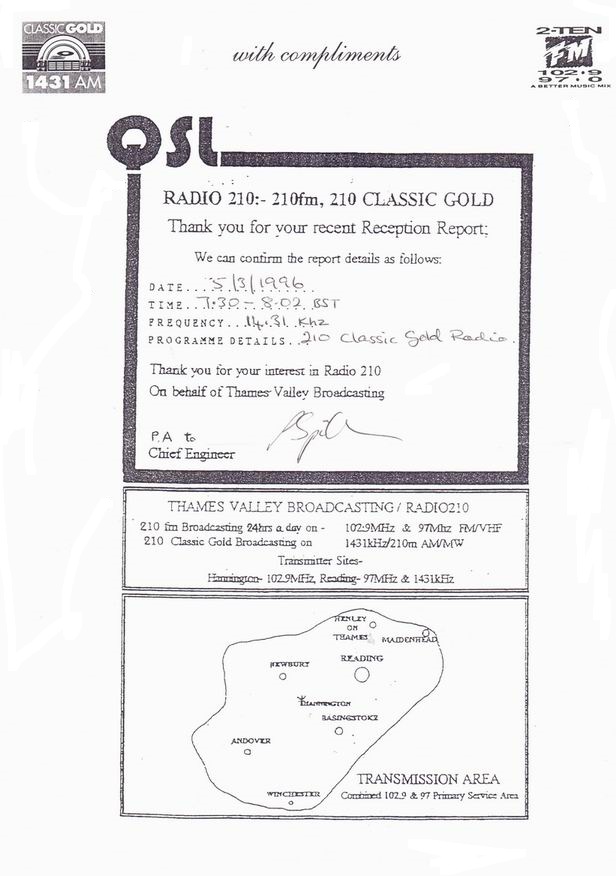 CLASSIC GOLD
1431 AM
with compliments
2-TEN
FM
102·9
97·0
A BETTER MUSIC MIX
QSL
RADIO 210:- 210fm, 210 CLASSIC GOLD
Thank you for your recent Reception Report;
We can confirm the report details as follows:
DATE... 5/3/1996
TIME... 7:30 - 8.02 BST
FREQUENCY... 14.31 Khz
PROGRAMME DETAILS.. 210 Classic Gold Radio.
Thank you for your interest in Radio 210
On behalf of Thames Valley Broadcasting
P.A to
Chief Engineer
THAMES VALLEY BROADCASTING / RADIO210
210 fm Broadcasting 24hrs a day on - 102.9MHz & 97Mhz FM/VHF
210 Classic Gold Broadcasting on 1431kHz/210m AM/MW
Transmitter Sites-
Hannington- 102.9MHz, Reading- 97MHz & 1431kHz
HENLEY
ON
THAMES
MAIDENHEAD
NEWBURY
READING
HANNINGTON
BASINGSTOKE
ANDOVER
WINCHESTER
TRANSMISSION AREA
Combined 102.9 & 97 Primary Service Area